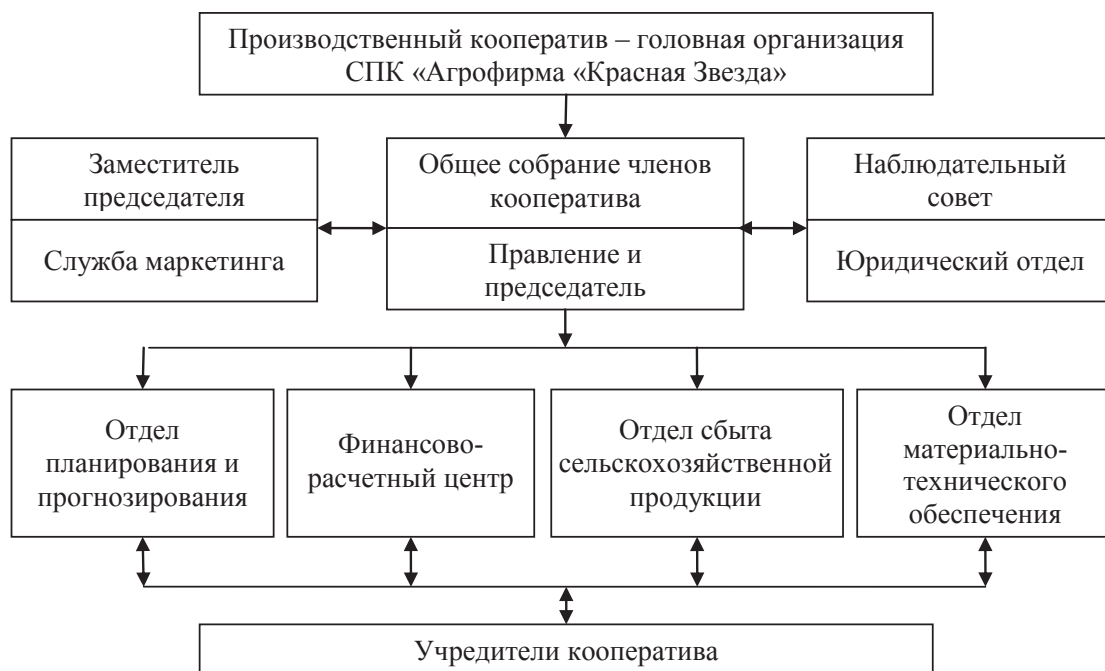 Производственный кооператив – головная организация
СПК «Агрофирма «Красная Звезда»
Заместитель
председателя
Служба маркетинга
Общее собрание членов
кооператива
Правление и
председатель
Наблюдательный
совет
Юридический отдел
Отдел
планирования и
прогнозирования
Финансово-
расчетный центр
Отдел сбыта
сельскохозяйственной
продукции
Отдел
материально-
технического
обеспечения
Учредители кооператива